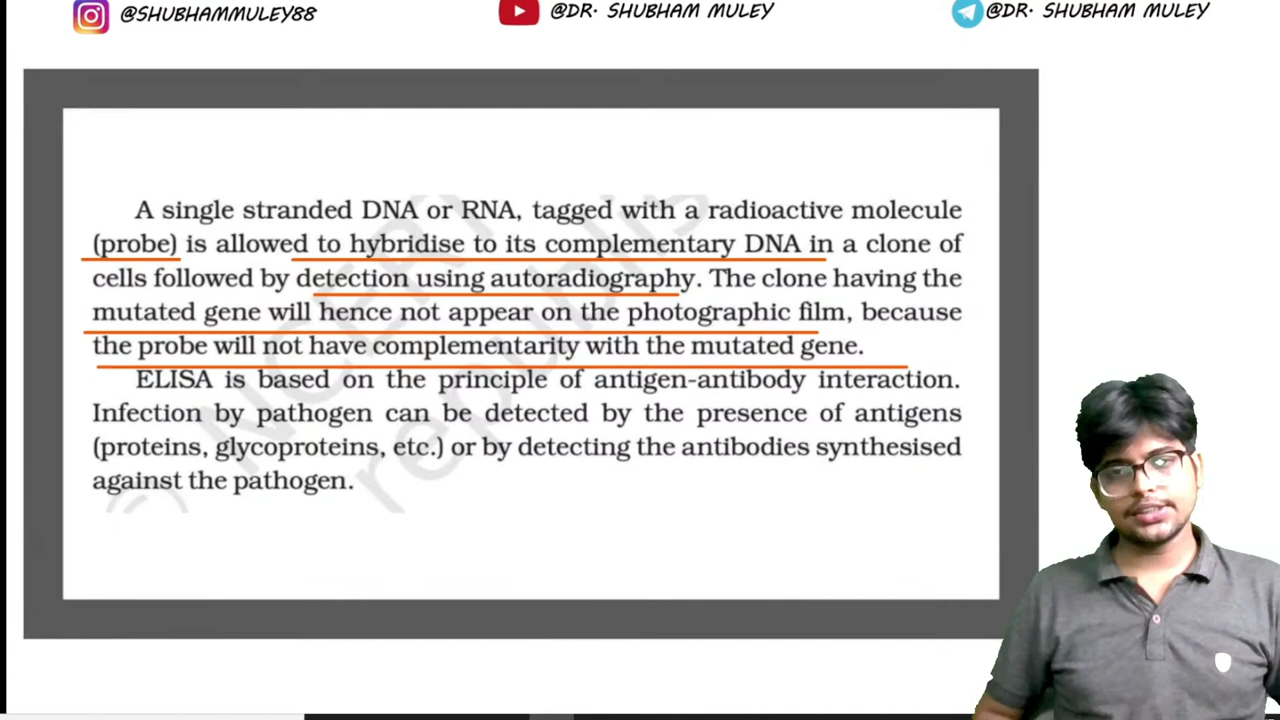 @SHUBHAMMULEY88 @DR. SHUBHAM MULEY @DR. SHUBHAM MULEY
A single stranded DNA or RNA, tagged with a radioactive molecule
(probe) is allowed to hybridise to its complementary DNA in a clone of
cells followed by detection using autoradiography. The clone having the
mutated gene will hence not appear on the photographic film, because
the probe will not have complementarity with the mutated gene.
ELISA is based on the principle of antigen-antibody interaction.
Infection by pathogen can be detected by the presence of antigens
(proteins, glycoproteins, etc.) or by detecting the antibodies synthesised
against the pathogen.